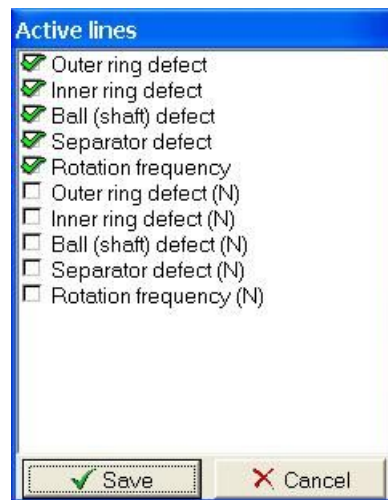 Active lines
Outer ring defect
Inner ring defect
Ball (shaft) defect
Separator defect
Rotation frequency
Outer ring defect (N)
Inner ring defect (N)
Ball (shaft) defect (N)
Separator defect (N)
Rotation frequency (N)
Save
Cancel